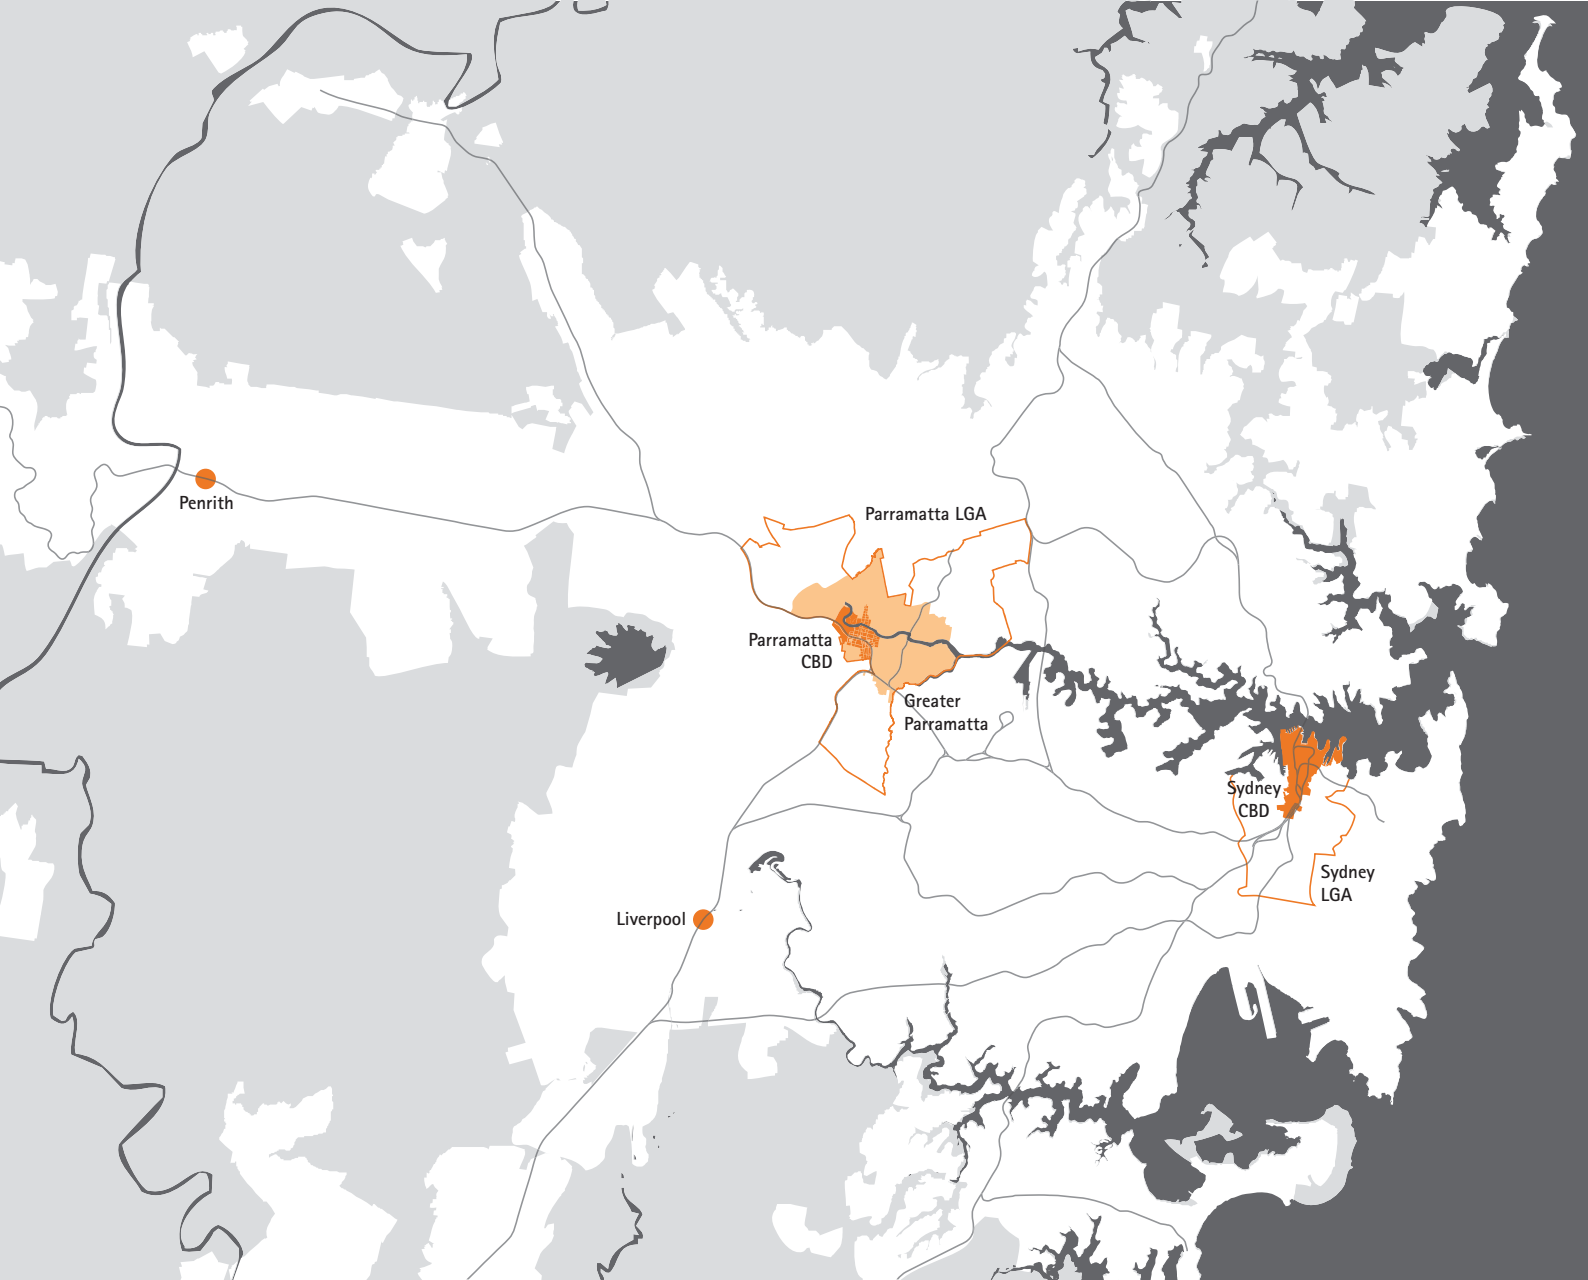 Penrith
Parramatta LGA
Parramatta
CBD
Greater
Parramatta
Sydney
CBD
Sydney
LGA
Liverpool